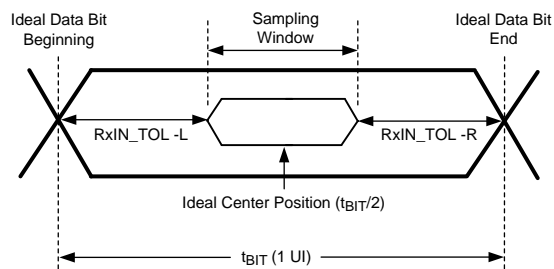 Ideal Data Bit
Beginning
Sampling
Window
Ideal Data Bit
End
RxIN_TOL -L
RxIN_TOL -R
Ideal Center Position (tBIT/2)
tBIT (1 UI)